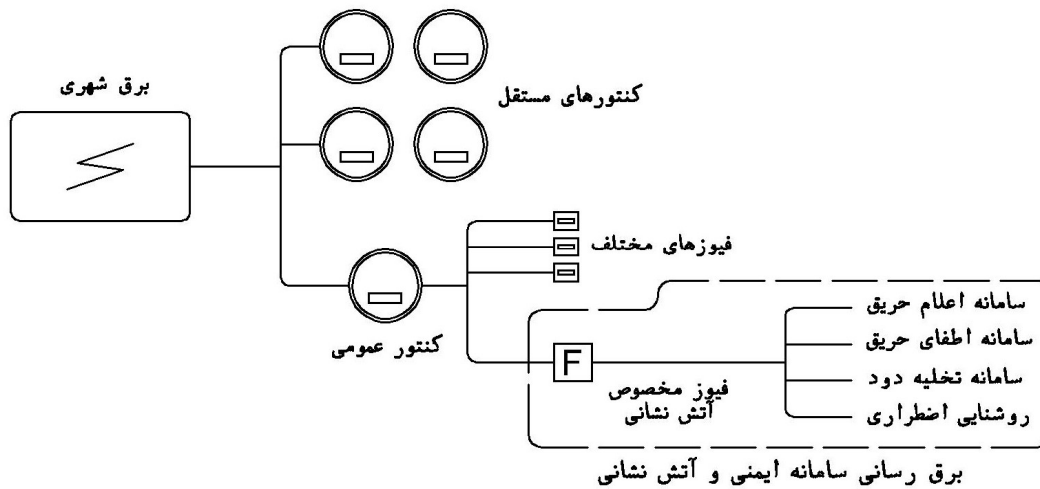 برق شهری
کنتورهای مستقل
فیوزهای مختلف
کنتور عمومی
سامانه اعلام حریق
سامانه اطفای حریق
سامانه تخلیه دود
روشنایی اضطراری
F
فیوز مخصوص
آتش نشانی
برق رسانی سامانه ایمنی و آتش نشانی